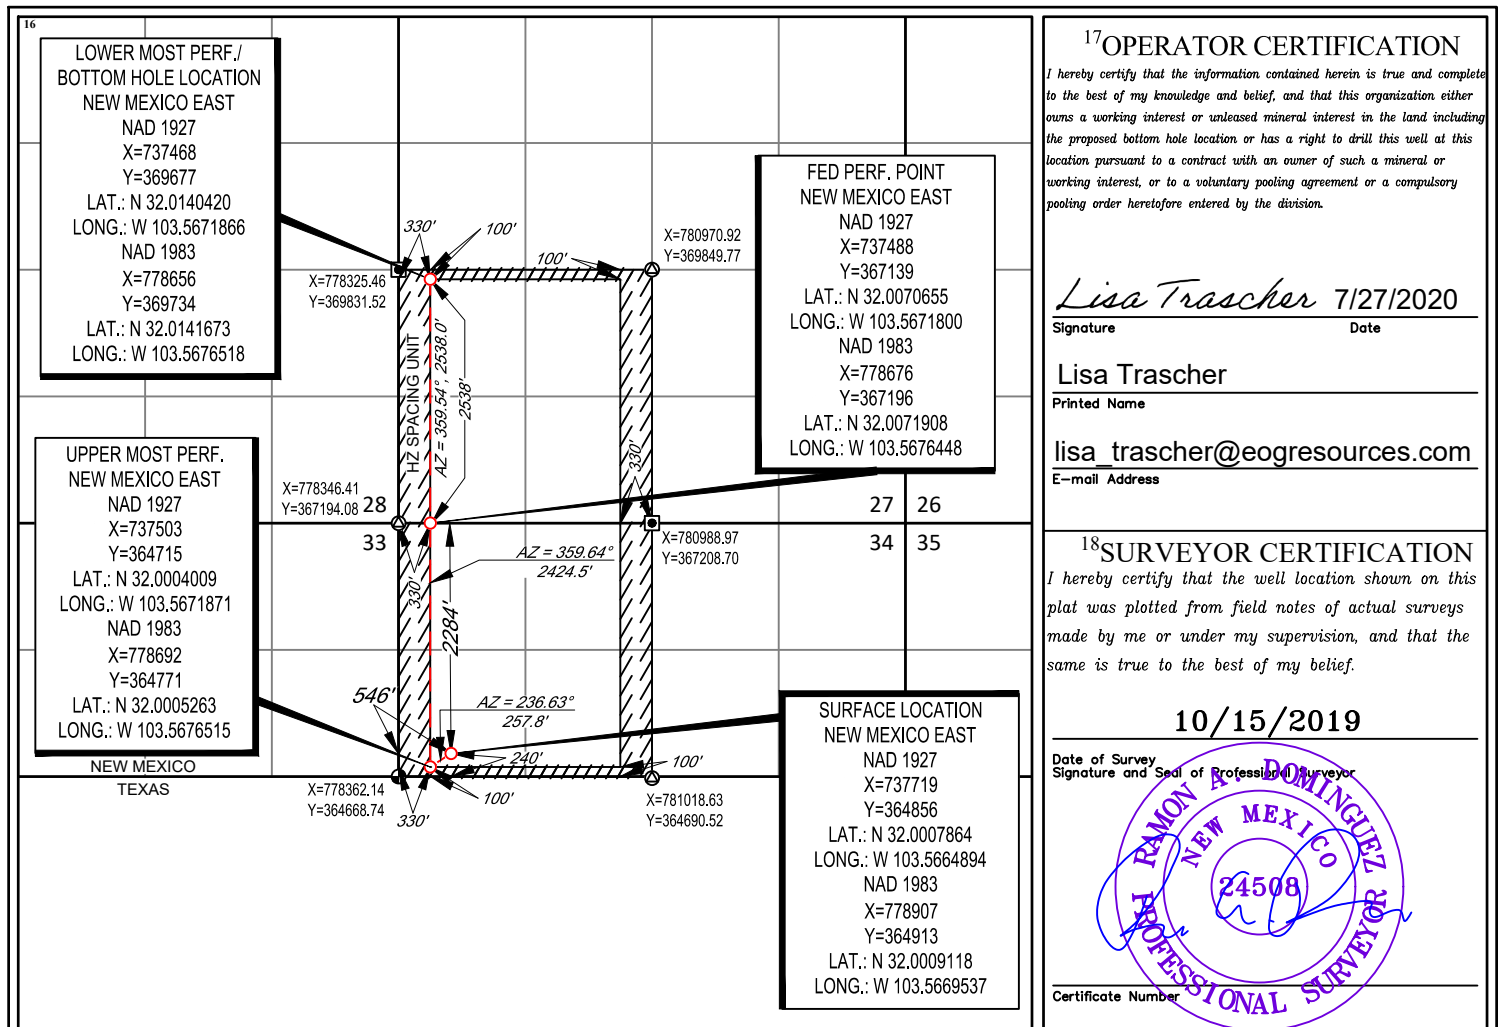 16
LOWER MOST PERF./
BOTTOM HOLE LOCATION
NEW MEXICO EAST
NAD 1927
X=737468
Y=369677
LAT.: N 32.0140420
LONG.: W 103.5671866
NAD 1983
X=778656
Y=369734
LAT.: N 32.0141673
LONG.: W 103.5676518
UPPER MOST PERF.
NEW MEXICO EAST
NAD 1927
X=737503
Y=364715
LAT.: N 32.0004009
LONG.: W 103.5671871
NAD 1983
X=778692
Y=364771
LAT.: N 32.0005263
LONG.: W 103.5676515
NEW MEXICO
TEXAS
330'
100'
100'
X=780970.92
Y=369849.77
X=778325.46
Y=369831.52
HZ SPACING UNIT
AZ = 359.54°, 2538.0'
2538'
330'
X=778346.41
Y=367194.08
28
33
27
26
34
35
X=780988.97
Y=367208.70
AZ = 359.64°
2424.5'
330'
2284'
546'
AZ = 236.63°
257.8'
240'
100'
100'
330'
X=778362.14
Y=364668.74
X=781018.63
Y=364690.52
FED PERF. POINT
NEW MEXICO EAST
NAD 1927
X=737488
Y=367139
LAT.: N 32.0070655
LONG.: W 103.5671800
NAD 1983
X=778676
Y=367196
LAT.: N 32.0071908
LONG.: W 103.5676448
SURFACE LOCATION
NEW MEXICO EAST
NAD 1927
X=737719
Y=364856
LAT.: N 32.0007864
LONG.: W 103.5664894
NAD 1983
X=778907
Y=364913
LAT.: N 32.0009118
LONG.: W 103.5669537
17OPERATOR CERTIFICATION
I hereby certify that the information contained herein is true and complete
to the best of my knowledge and belief, and that this organization either
owns a working interest or unleased mineral interest in the land including
the proposed bottom hole location or has a right to drill this well at this
location pursuant to a contract with an owner of such a mineral or
working interest, or to a voluntary pooling agreement or a compulsory
pooling order heretofore entered by the division.
Lisa Trascher 7/27/2020
Signature Date
Lisa Trascher
Printed Name
lisa_trascher@eogresources.com
E-mail Address
18SURVEYOR CERTIFICATION
I hereby certify that the well location shown on this
plat was plotted from field notes of actual surveys
made by me or under my supervision, and that the
same is true to the best of my belief.
10/15/2019
Date of Survey
Signature and Seal of Professional Surveyor
RAMON A. DOMINGUEZ
NEW MEXICO
24508
PROFESSIONAL SURVEYOR
Certificate Number